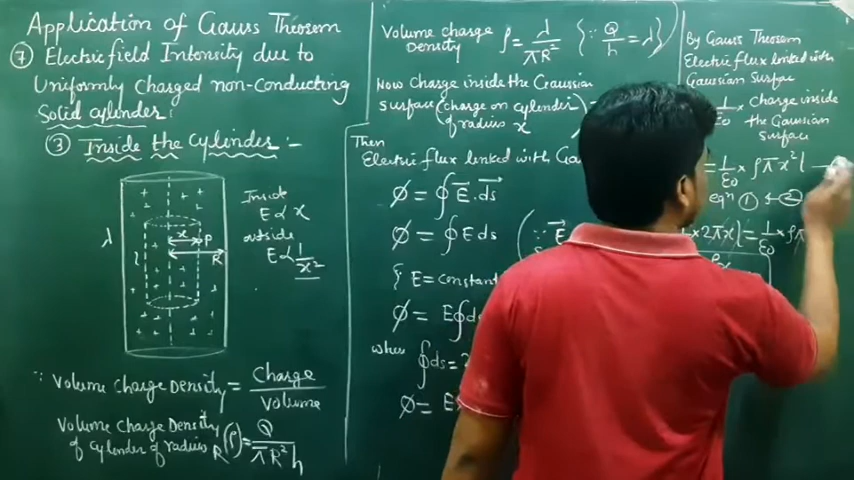 Application of Gauss Theorem
⑦ Electric field Intensity due to
Uniformly Charged non-Conducting
Solid cylinder:
③ Inside the Cylinder :-
λ
x
P
R
l
Inside
E ∝ x
outside
E ∝ 1/x²
∵ Volume charge Density = Charge / Volume
Volume Charge Density of cylinder of radius R (ρ) = Q / πR²h
Volume charge Density ρ = λ / πR² {∵ Q/h = λ}
Now Charge inside the Gaussian
surface (charge on cylinder
of radius x
Then
Electric flux linked with
ϕ = ∮ E . ds
ϕ = ∮ E ds
(∵ E
{ E = constant
ϕ = E ∮ ds
where ∮ ds = 2
ϕ = E
By Gauss Theorem
Electric flux linked with
Gaussian Surface
1/ε₀ × Charge inside
the Gaussian
surface
= 1/ε₀ × ρπx²l
eqⁿ ① & ②
× 2πxl = 1/ε₀ × ρπ